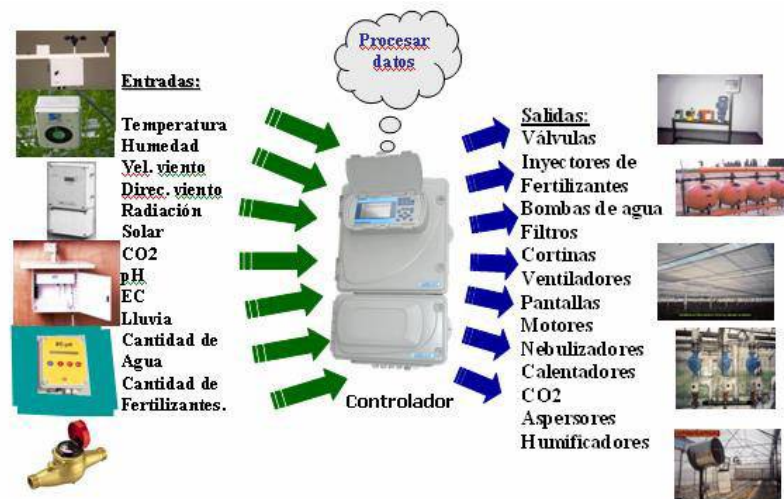 Procesar
datos
Entradas:
Temperatura
Humedad
Vel. viento
Direc. viento
Radiación
Solar
CO2
pH
EC
Lluvia
Cantidad de
Agua
Cantidad de
Fertilizantes.
Controlador
Salidas:
Válvulas
Inyectores de
Fertilizantes
Bombas de agua
Filtros
Cortinas
Ventiladores
Pantallas
Motores
Nebulizadores
Calentadores
CO2
Aspersores
Humificadores